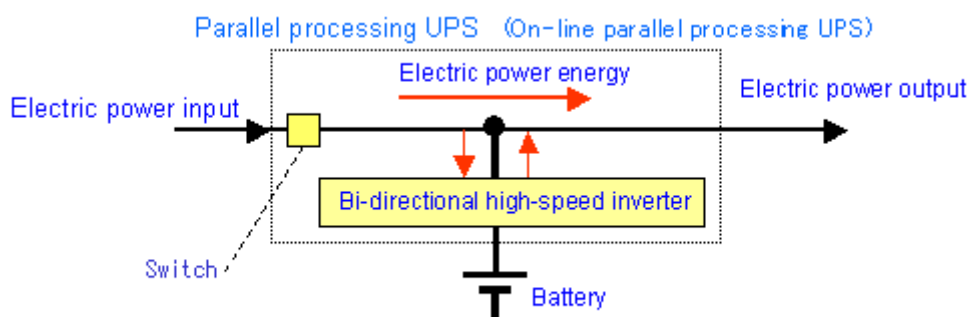 Parallel processing UPS (On-line parallel processing UPS)
Electric power energy
Electric power input
Electric power output
Bi-directional high-speed inverter
Switch
Battery